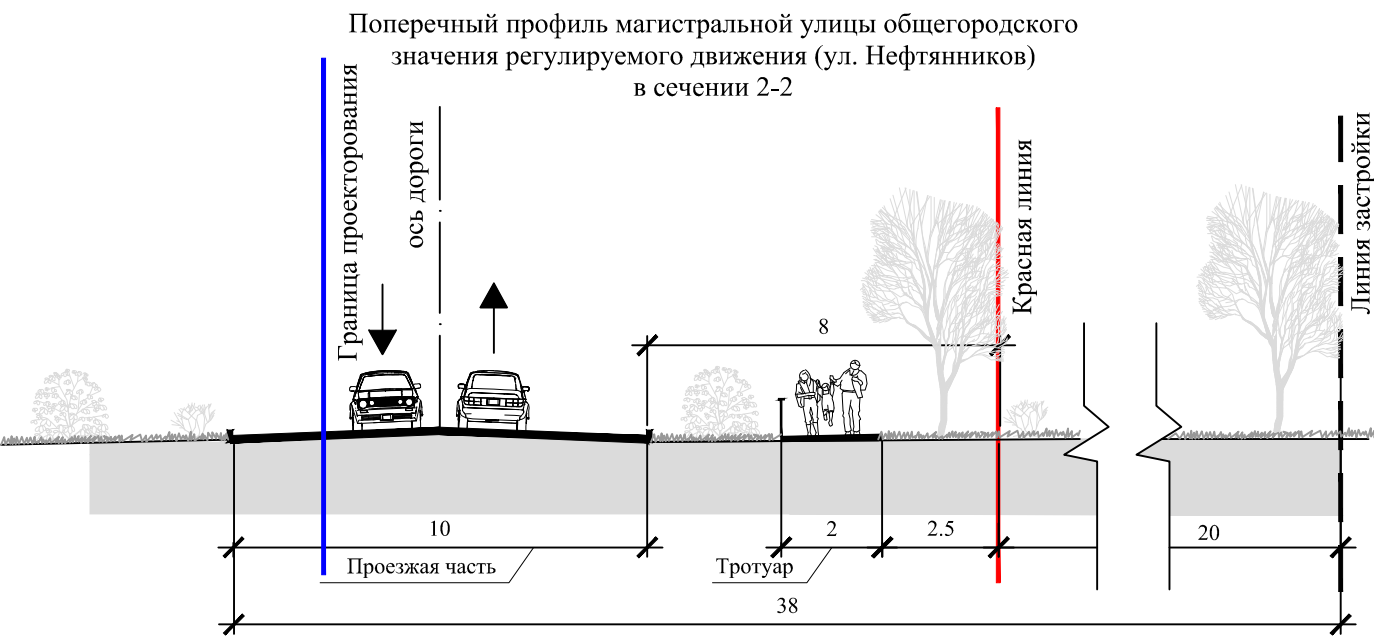 Поперечный профиль магистральной улицы общегородского
значения регулируемого движения (ул. Нефтянников)
в сечении 2-2
Граница проекторования
ось дороги
Красная линия
Линия застройки
8
10
2
2.5
20
Проезжая часть
Тротуар
38